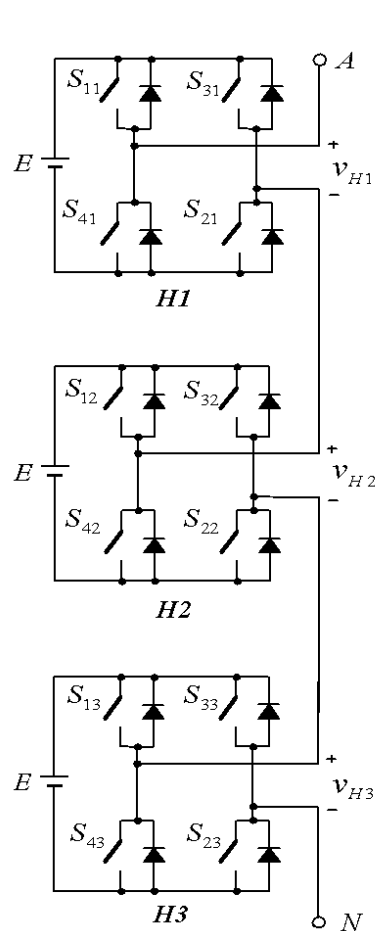 A
S11 S31
+
E
vH1
−
S41 S21
H1
S12 S32
+
E
vH2
−
S42 S22
H2
S13 S33
+
E
vH3
−
S43 S23
H3
N